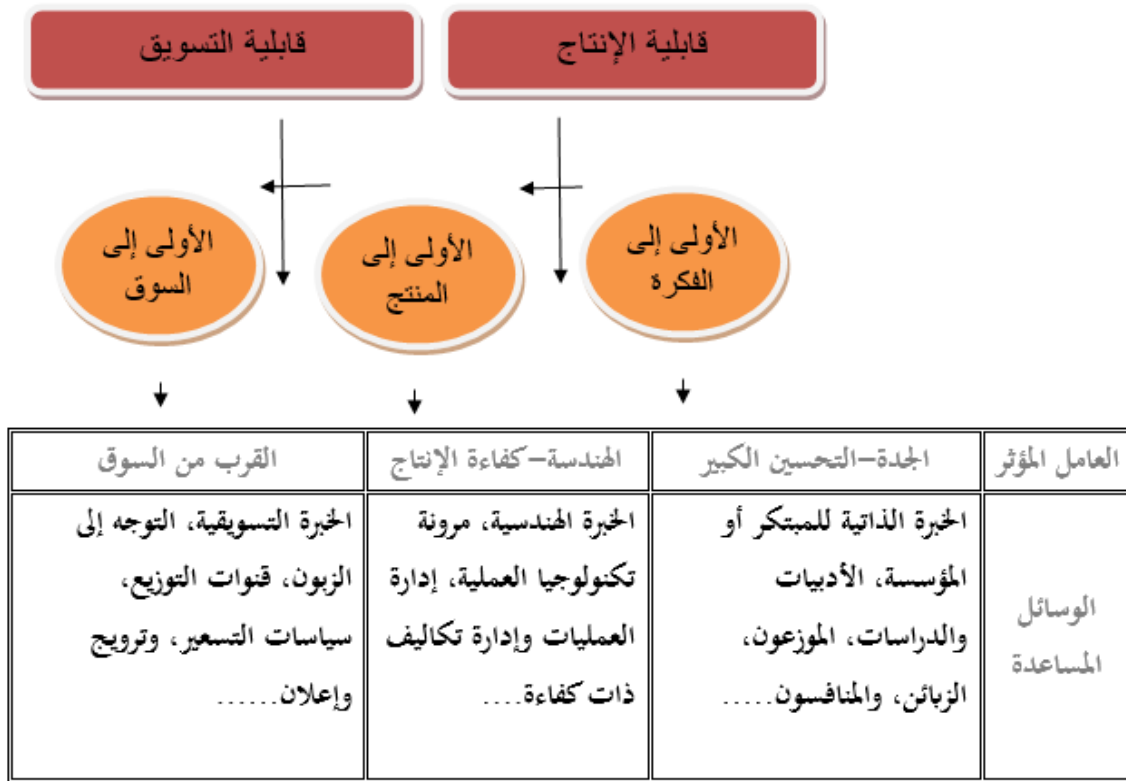 قابلية الإنتاج
قابلية التسويق
الأولى إلى
الفكرة
الأولى إلى
المنتج
الأولى إلى
السوق
العامل المؤثر
الجدة-التحسين الكبير
الهندسة-كفاءة الإنتاج
القرب من السوق
الوسائل
المساعدة
الخبرة الذاتية للمبتكر أو
المؤسسة، الأدبيات
والدراسات، الموزعون،
الزبائن، والمنافسون.....
الخبرة الهندسية، مرونة
تكنولوجيا العملية، إدارة
العمليات وإدارة تكاليف
ذات كفاءة....
الخبرة التسويقية، التوجه إلى
الزبون، قنوات التوزيع،
سياسات التسعير، وترويج
وإعلان......